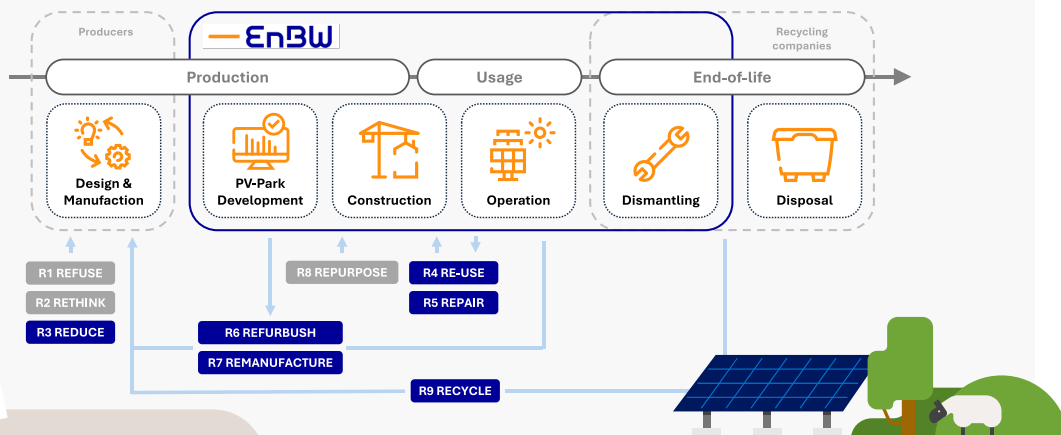 Producers
EnBW
Recycling
companies
Production
Usage
End-of-life
Design &
Manufaction
PV-Park
Development
Construction
Operation
Dismantling
Disposal
R1 REFUSE
R2 RETHINK
R3 REDUCE
R8 REPURPOSE
R4 RE-USE
R5 REPAIR
R6 REFURBUSH
R7 REMANUFACTURE
R9 RECYCLE